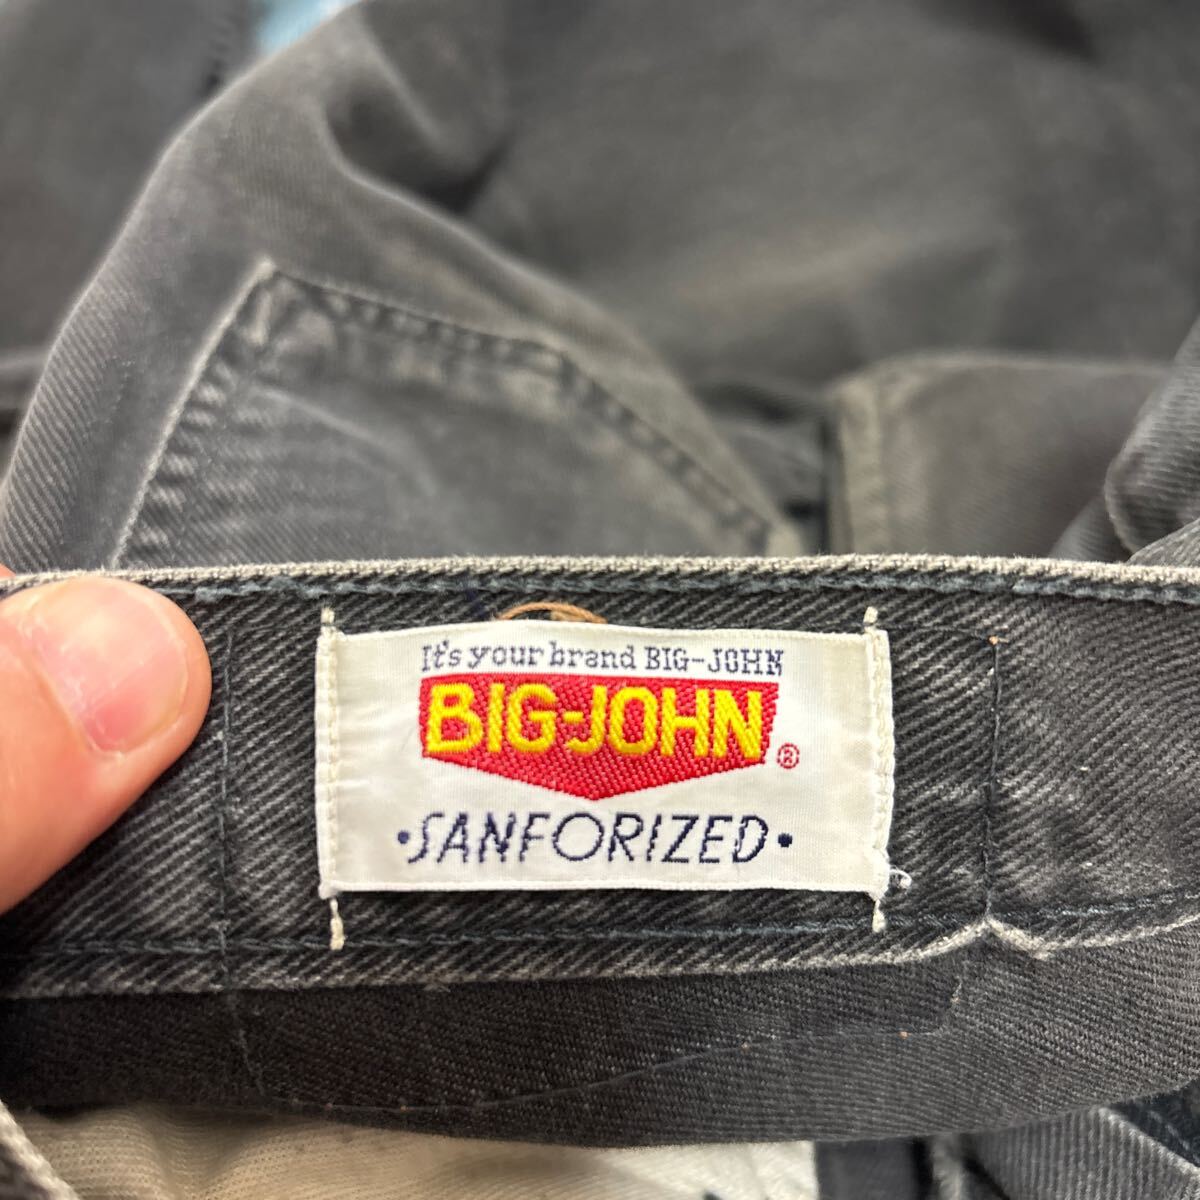 It's your brand BIG-JOHN
BIG-JOHN ®
•SANFORIZED•